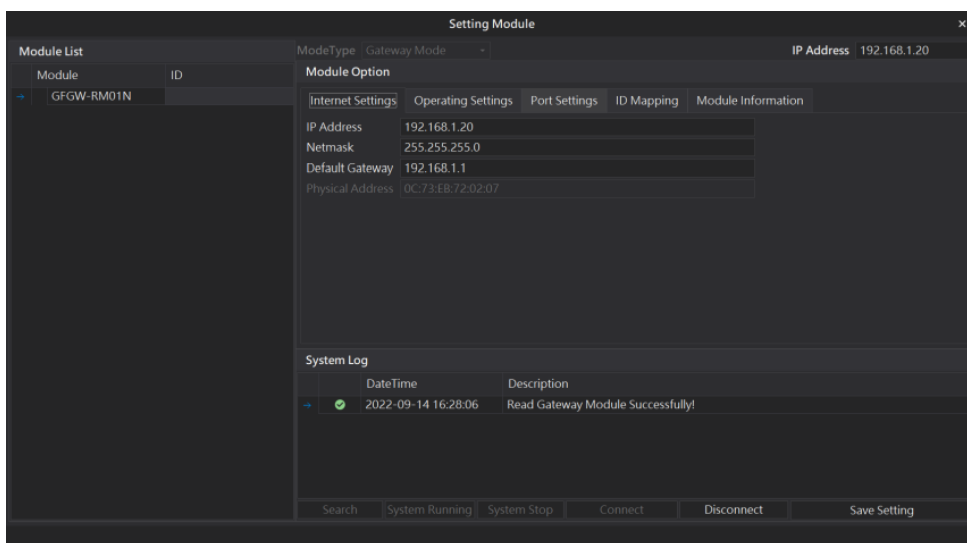 Setting Module ×
Module List
ModeType Gateway Mode
IP Address 192.168.1.20
Module ID
GFGW-RM01N
Module Option
Internet Settings Operating Settings Port Settings ID Mapping Module Information
IP Address 192.168.1.20
Netmask 255.255.255.0
Default Gateway 192.168.1.1
Physical Address 0C:73:EB:72:02:07
System Log
DateTime Description
2022-09-14 16:28:06 Read Gateway Module Successfully!
Search System Running System Stop Connect Disconnect Save Setting